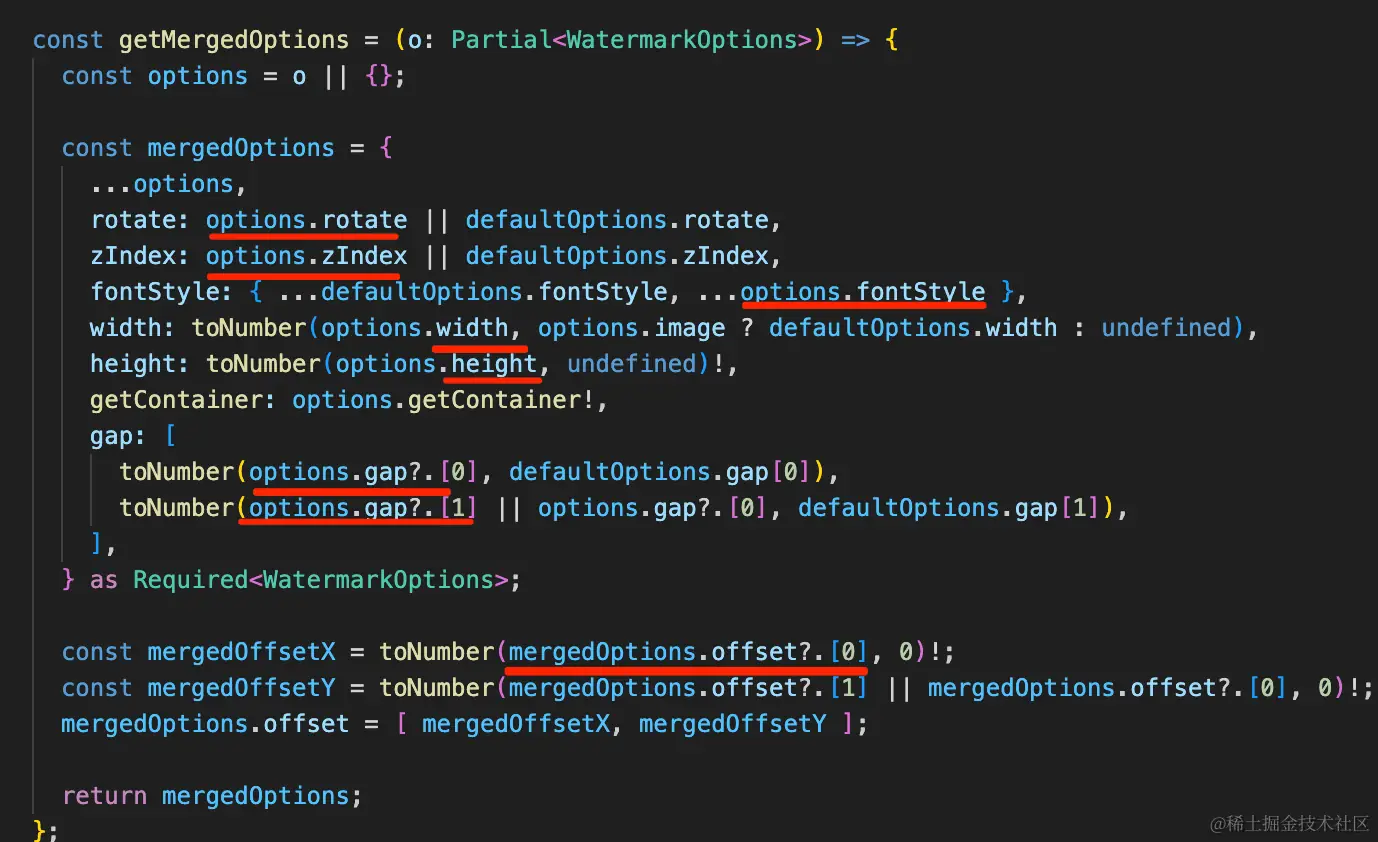 const getMergedOptions = (o: Partial<WatermarkOptions>) => {
  const options = o || {};

  const mergedOptions = {
    ...options,
    rotate: options.rotate || defaultOptions.rotate,
    zIndex: options.zIndex || defaultOptions.zIndex,
    fontStyle: { ...defaultOptions.fontStyle, ...options.fontStyle },
    width: toNumber(options.width, options.image ? defaultOptions.width : undefined),
    height: toNumber(options.height, undefined)!,
    getContainer: options.getContainer!,
    gap: [
      toNumber(options.gap?.[0], defaultOptions.gap[0]),
      toNumber(options.gap?.[1] || options.gap?.[0], defaultOptions.gap[1]),
    ],
  } as Required<WatermarkOptions>;

  const mergedOffsetX = toNumber(mergedOptions.offset?.[0], 0)!;
  const mergedOffsetY = toNumber(mergedOptions.offset?.[1] || mergedOptions.offset?.[0], 0)!;
  mergedOptions.offset = [ mergedOffsetX, mergedOffsetY ];

  return mergedOptions;
};
@稀土掘金技术社区